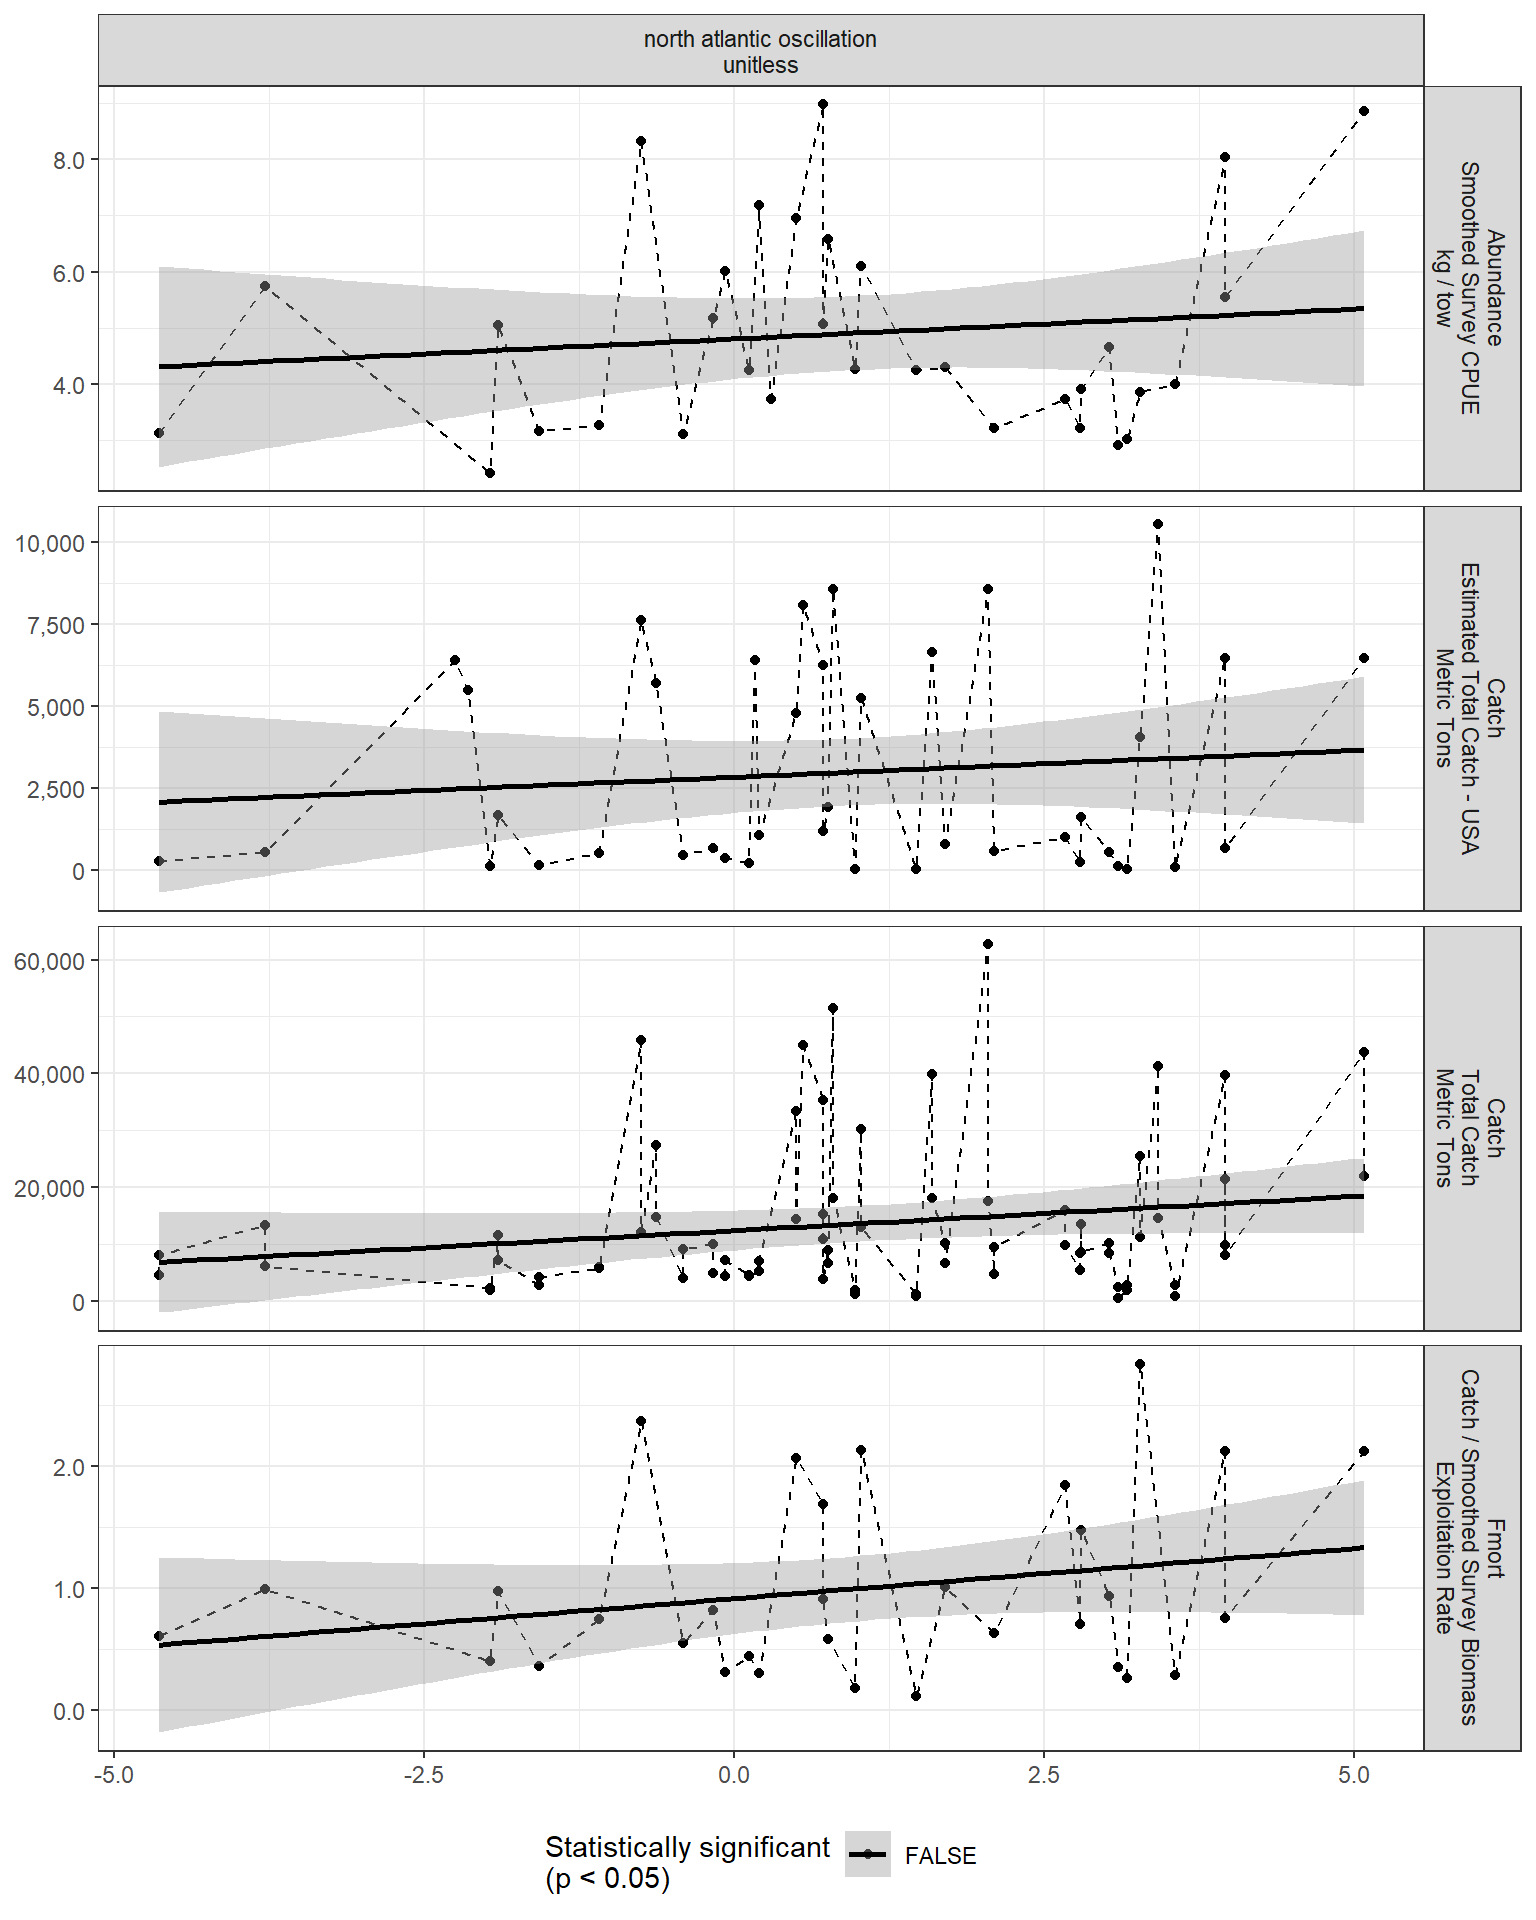 north atlantic oscillation
unitless
8.0
6.0
4.0
Abundance
Smoothed Survey CPUE
kg / tow
10,000
7,500
5,000
2,500
0
Catch
Estimated Total Catch - USA
Metric Tons
60,000
40,000
20,000
0
Catch
Total Catch
Metric Tons
2.0
1.0
0.0
Fmort
Catch / Smoothed Survey Biomass
Exploitation Rate
-5.0 -2.5 0.0 2.5 5.0
Statistically significant
(p < 0.05)
FALSE